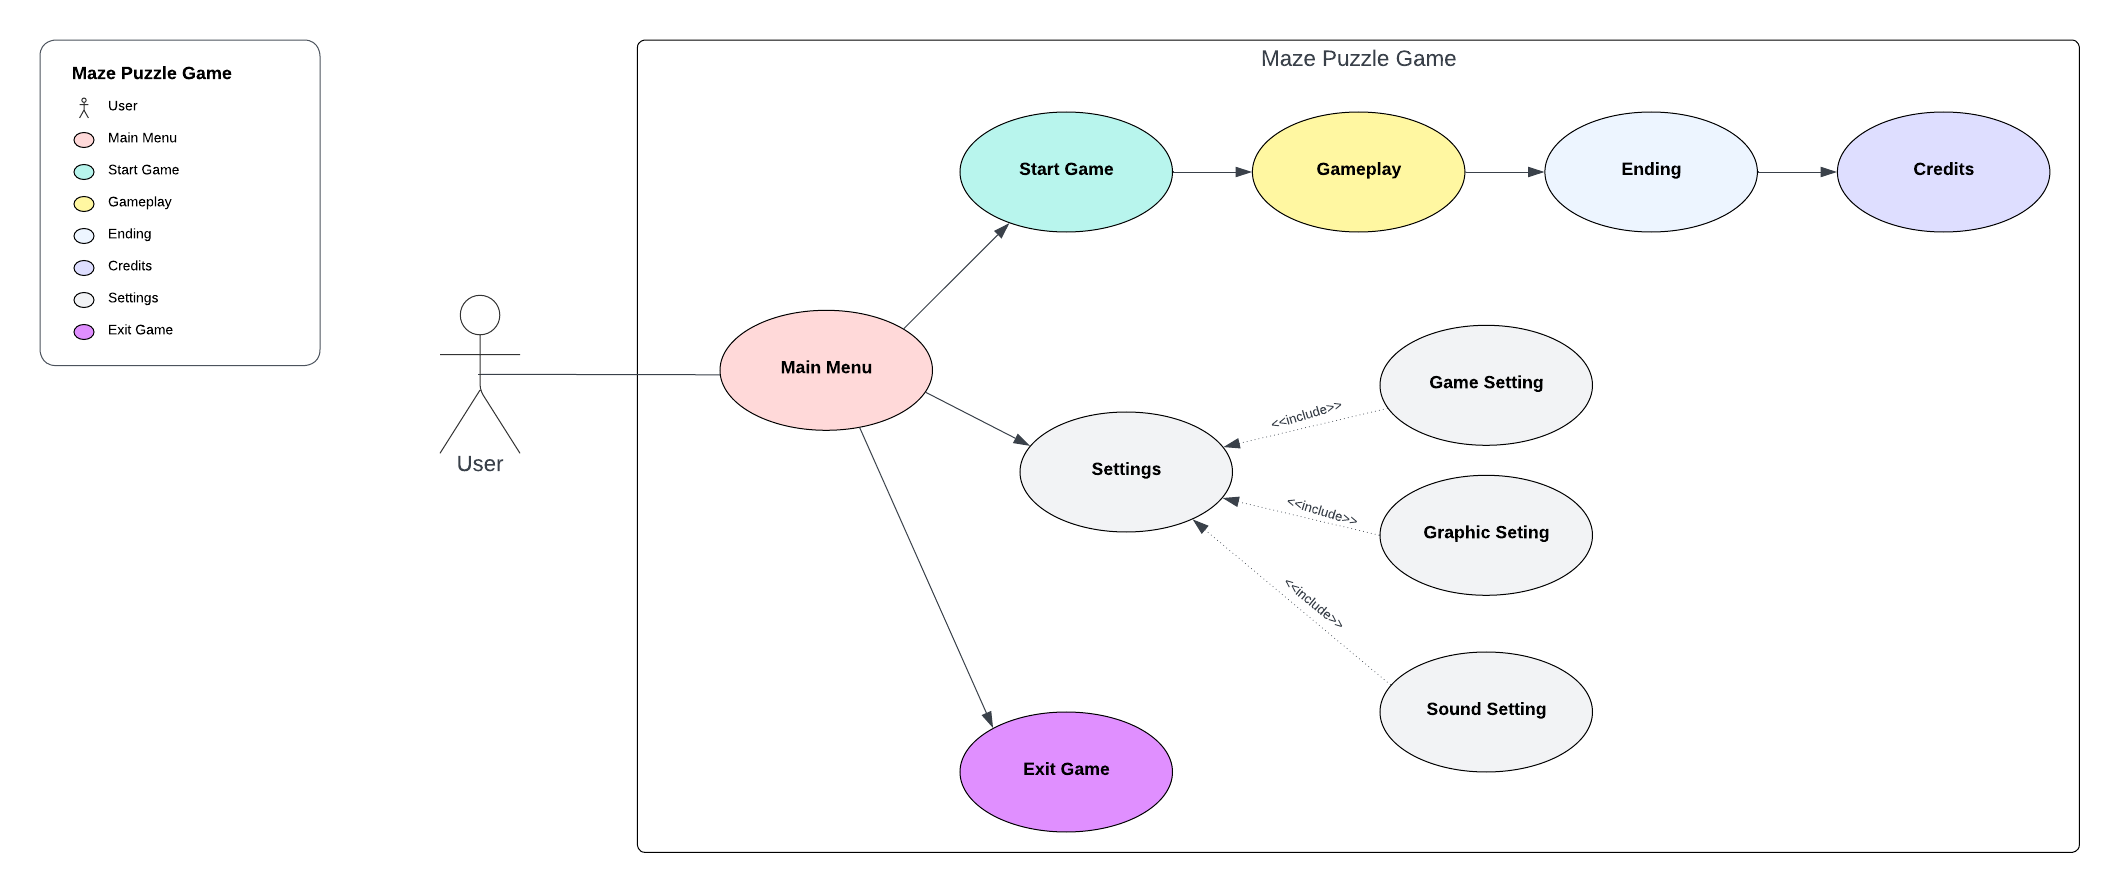 Maze Puzzle Game
User
Main Menu
Start Game
Gameplay
Ending
Credits
Settings
Exit Game
Maze Puzzle Game
Start Game
Gameplay
Ending
Credits
User
Main Menu
Settings
<<include>>
Game Setting
<<include>>
Graphic Seting
<<include>>
Sound Setting
Exit Game